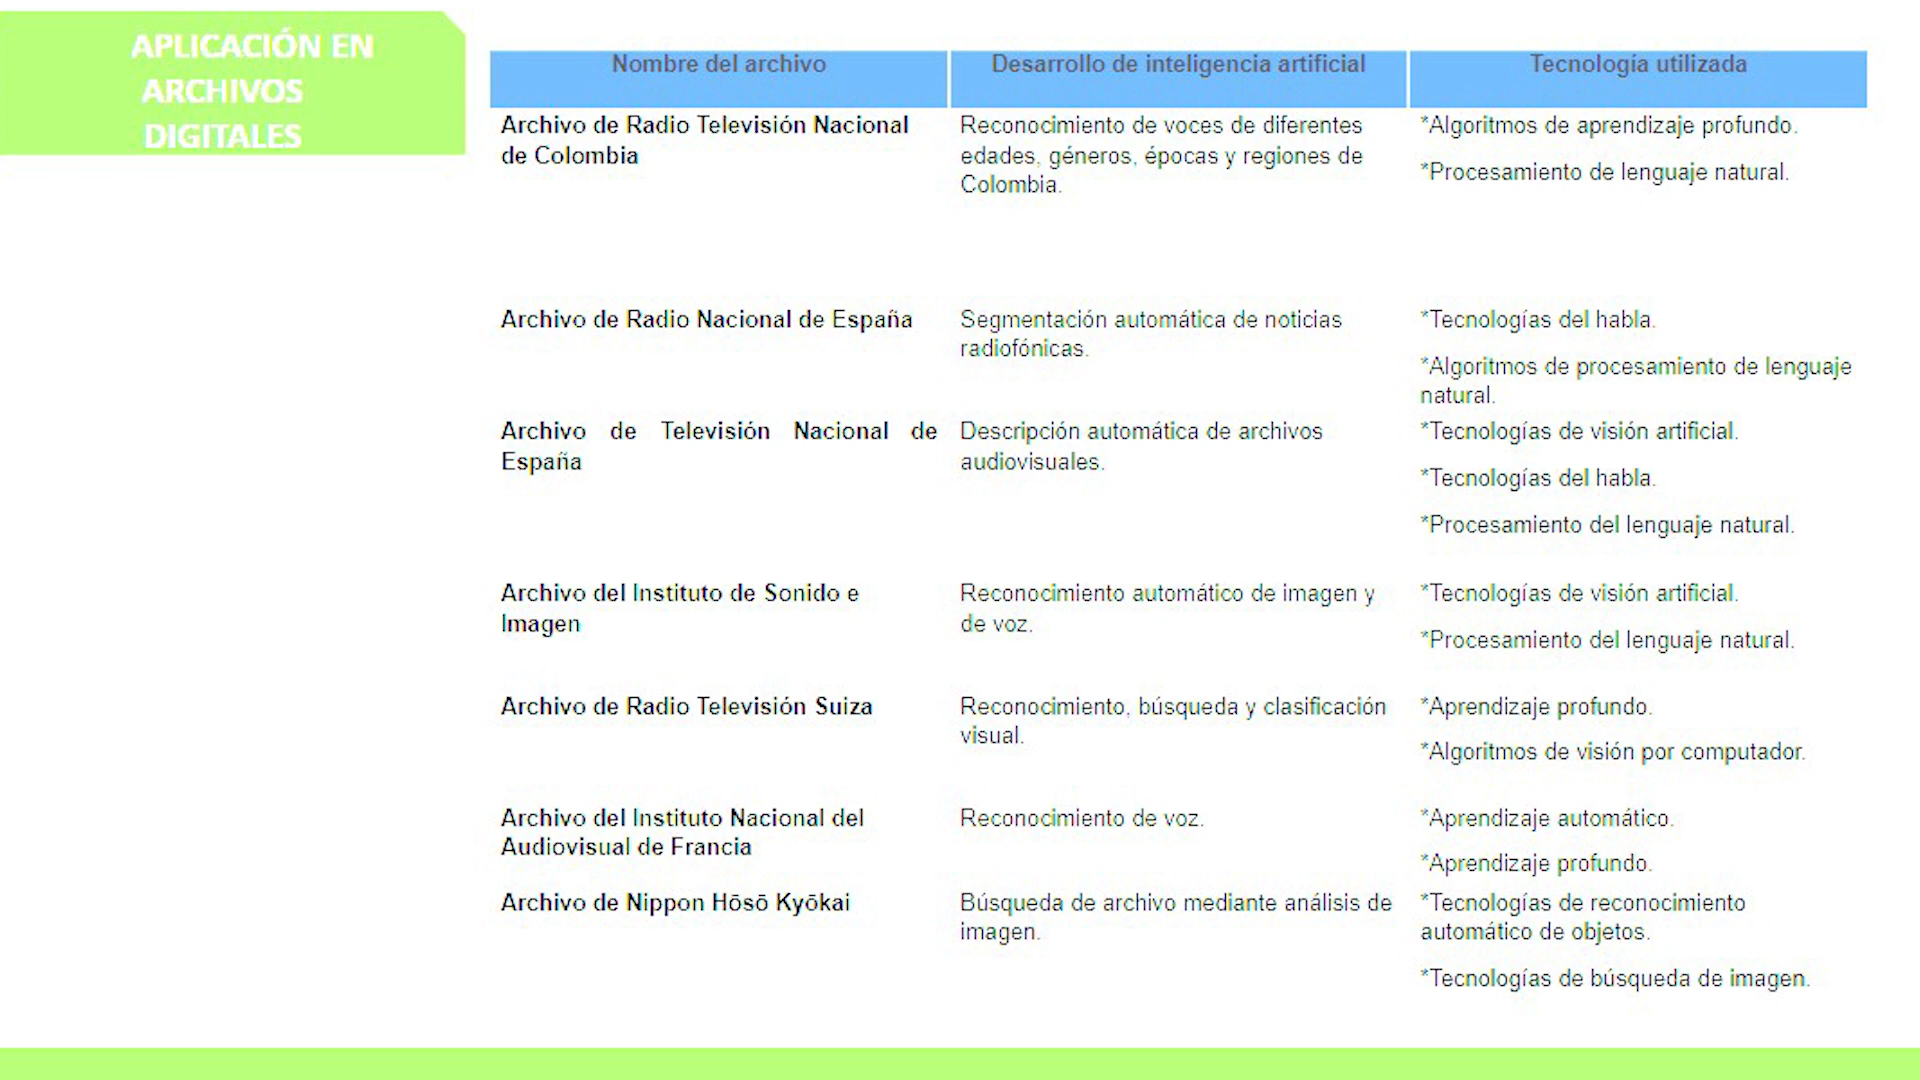 APLICACIÓN EN
ARCHIVOS
DIGITALES
Nombre del archivo
Desarrollo de inteligencia artificial
Tecnología utilizada
Archivo de Radio Televisión Nacional
de Colombia
Reconocimiento de voces de diferentes
edades, géneros, épocas y regiones de
Colombia.
*Algoritmos de aprendizaje profundo.
*Procesamiento de lenguaje natural.
Archivo de Radio Nacional de España
Segmentación automática de noticias
radiofónicas.
*Tecnologías del habla.
*Algoritmos de procesamiento de lenguaje
natural.
Archivo de Televisión Nacional de
España
Descripción automática de archivos
audiovisuales.
*Tecnologías de visión artificial.
*Tecnologías del habla.
*Procesamiento del lenguaje natural.
Archivo del Instituto de Sonido e
Imagen
Reconocimiento automático de imagen y
de voz.
*Tecnologías de visión artificial.
*Procesamiento del lenguaje natural.
Archivo de Radio Televisión Suiza
Reconocimiento, búsqueda y clasificación
visual.
*Aprendizaje profundo.
*Algoritmos de visión por computador.
Archivo del Instituto Nacional del
Audiovisual de Francia
Reconocimiento de voz.
*Aprendizaje automático.
*Aprendizaje profundo.
Archivo de Nippon Hōsō Kyōkai
Búsqueda de archivo mediante análisis de
imagen.
*Tecnologías de reconocimiento
automático de objetos.
*Tecnologías de búsqueda de imagen.